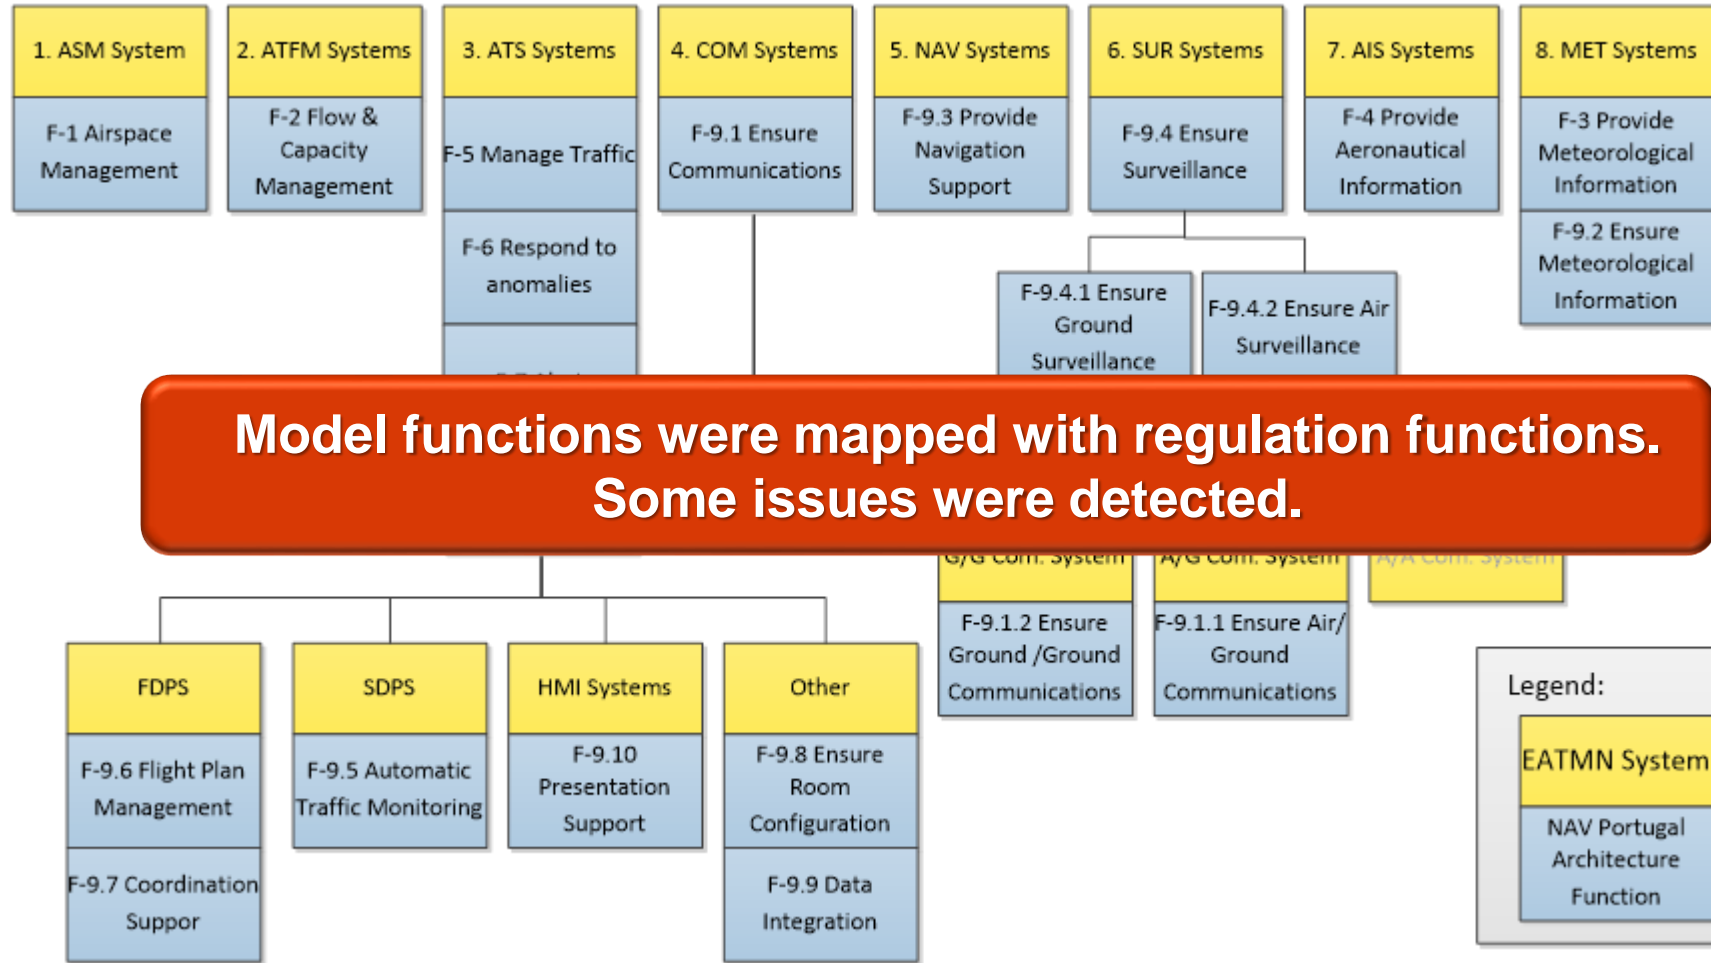 1. ASM System
F-1 Airspace
Management
2. ATFM Systems
F-2 Flow &
Capacity
Management
3. ATS Systems
F-5 Manage Traffic
F-6 Respond to
anomalies
4. COM Systems
F-9.1 Ensure
Communications
5. NAV Systems
F-9.3 Provide
Navigation
Support
6. SUR Systems
F-9.4 Ensure
Surveillance
F-9.4.1 Ensure
Ground
Surveillance
F-9.4.2 Ensure Air
Surveillance
7. AIS Systems
F-4 Provide
Aeronautical
Information
8. MET Systems
F-3 Provide
Meteorological
Information
F-9.2 Ensure
Meteorological
Information
Model functions were mapped with regulation functions.
Some issues were detected.
G/G Com. System
F-9.1.2 Ensure
Ground /Ground
Communications
A/G Com. System
F-9.1.1 Ensure Air/
Ground
Communications
A/A Com. System
FDPS
F-9.6 Flight Plan
Management
F-9.7 Coordination
Suppor
SDPS
F-9.5 Automatic
Traffic Monitoring
HMI Systems
F-9.10
Presentation
Support
Other
F-9.8 Ensure
Room
Configuration
F-9.9 Data
Integration
Legend:
EATMN System
NAV Portugal
Architecture
Function